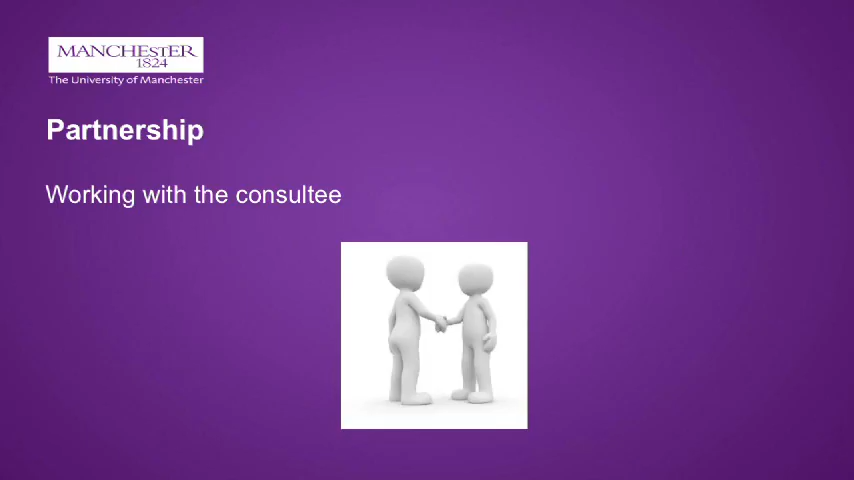 MANCHESTER
1824
The University of Manchester
Partnership
Working with the consultee